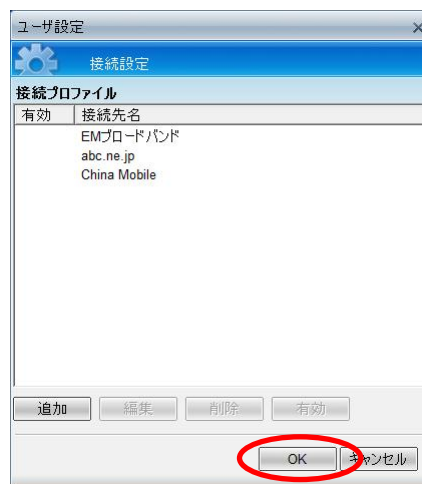 ユーザ設定
接続設定
接続プロファイル
有効 接続先名
EMブロードバンド
abc.ne.jp
China Mobile
追加 編集 削除 有効
OK キャンセル